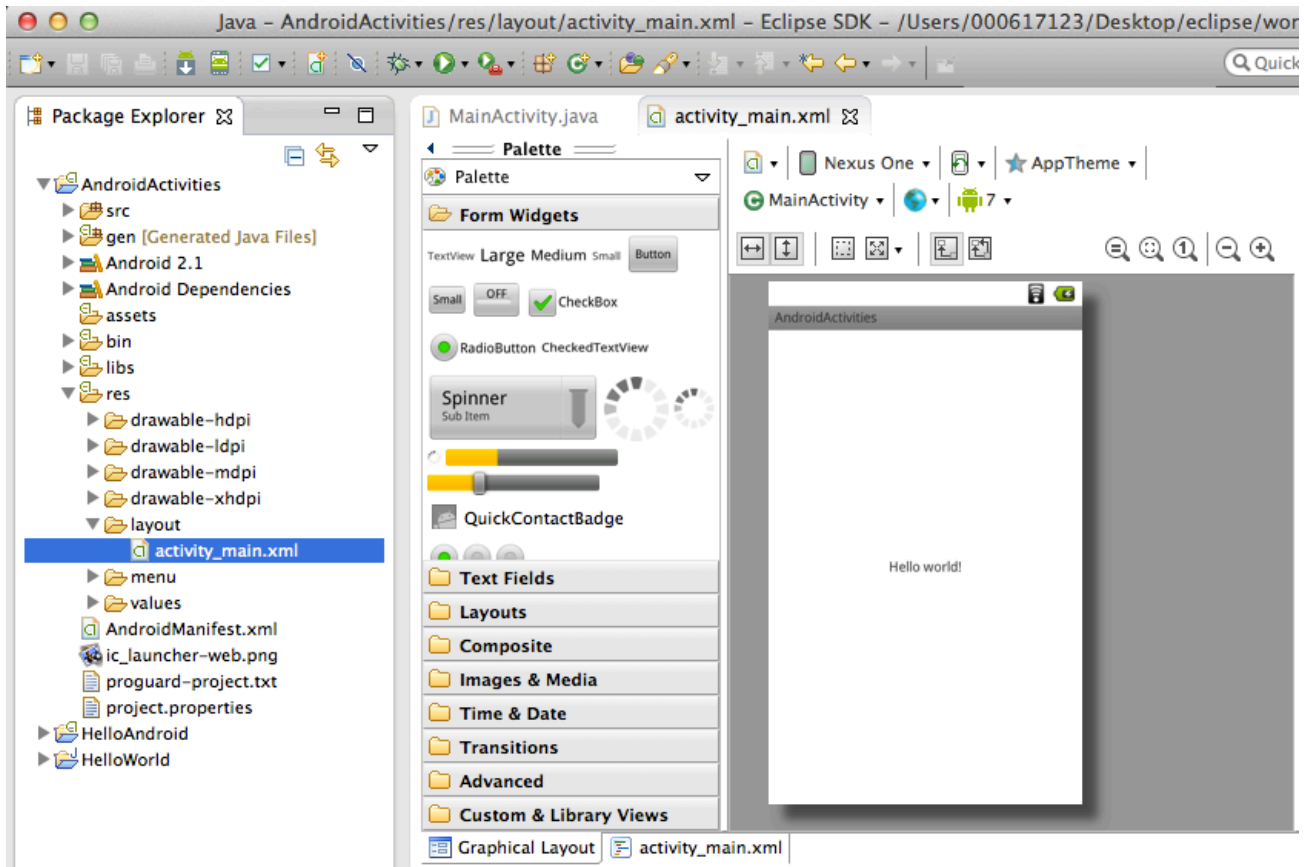 Java – AndroidActivities/res/layout/activity_main.xml – Eclipse SDK – /Users/000617123/Desktop/eclipse/wor
Quick
Package Explorer
AndroidActivities
src
gen [Generated Java Files]
Android 2.1
Android Dependencies
assets
bin
libs
res
drawable-hdpi
drawable-ldpi
drawable-mdpi
drawable-xhdpi
layout
activity_main.xml
menu
values
AndroidManifest.xml
ic_launcher-web.png
proguard-project.txt
project.properties
HelloAndroid
HelloWorld
MainActivity.java
activity_main.xml
Palette
Palette
Form Widgets
TextView Large Medium Small Button
Small OFF CheckBox
RadioButton CheckedTextView
Spinner
Sub Item
QuickContactBadge
Text Fields
Layouts
Composite
Images & Media
Time & Date
Transitions
Advanced
Custom & Library Views
Graphical Layout activity_main.xml
Nexus One AppTheme
MainActivity 7
1
AndroidActivities
Hello world!